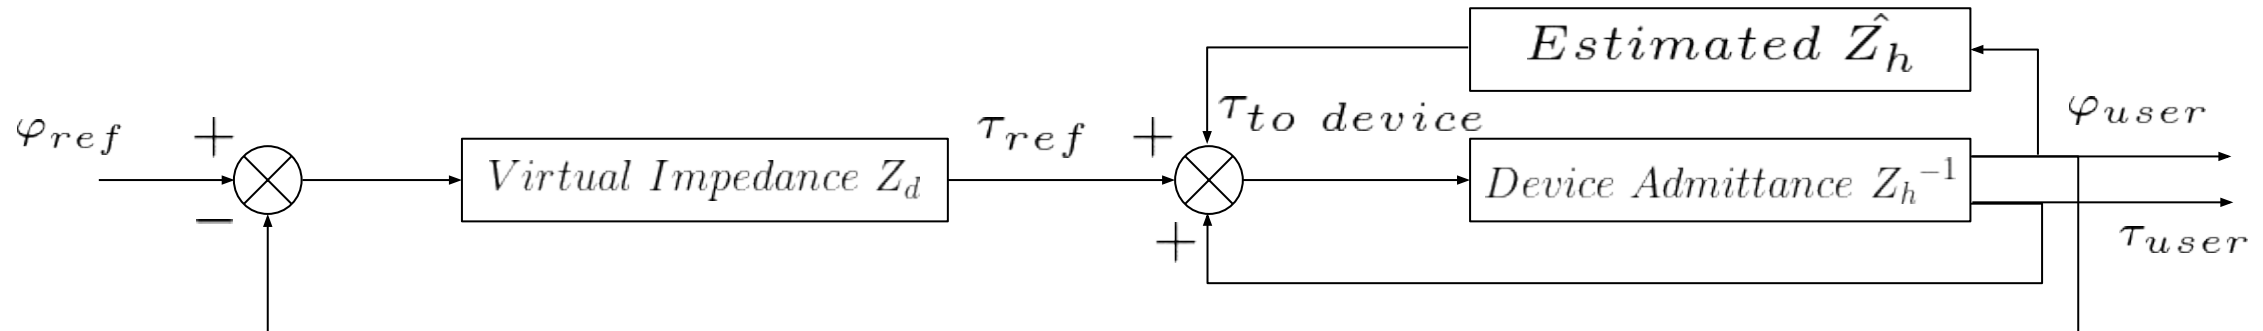 Estimated Ẑ_h
φ_ref
+
−
Virtual Impedance Z_d
τ_ref
+
τ_to device
+
Device Admittance Z_h⁻¹
φ_user
τ_user